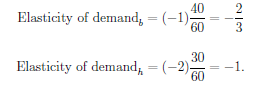 Elasticity of demand_b = (−1) 40/60 = − 2/3
Elasticity of demand_h = (−2) 30/60 = −1.